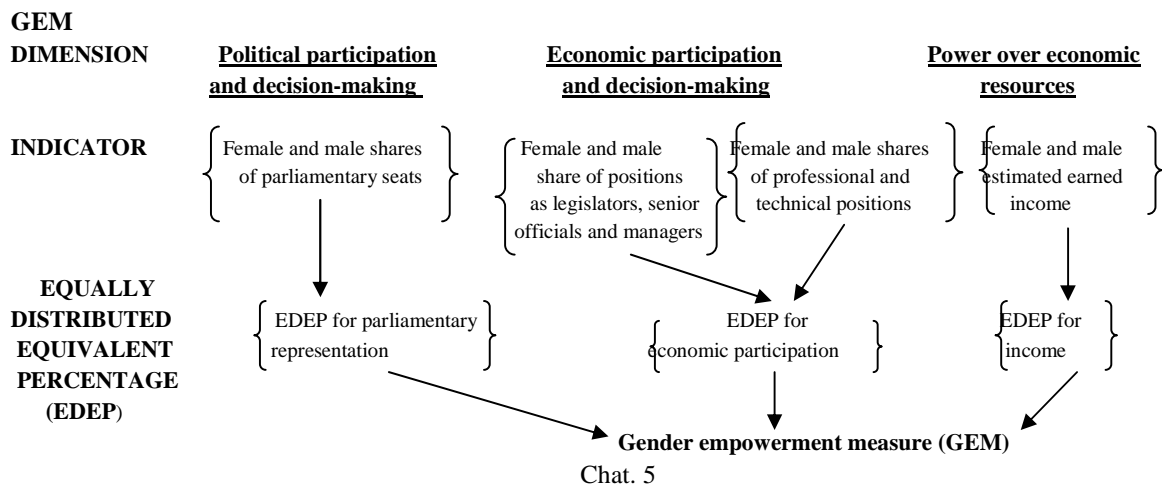 GEM
DIMENSION
Political participation
and decision-making
Economic participation
and decision-making
Power over economic
resources
INDICATOR
Female and male shares
of parliamentary seats
Female and male
share of positions
as legislators, senior
officials and managers
Female and male shares
of professional and
technical positions
Female and male
estimated earned
income
EQUALLY
DISTRIBUTED
EQUIVALENT
PERCENTAGE
(EDEP)
EDEP for parliamentary
representation
EDEP for
economic participation
EDEP for
income
Gender empowerment measure (GEM)
Chat. 5